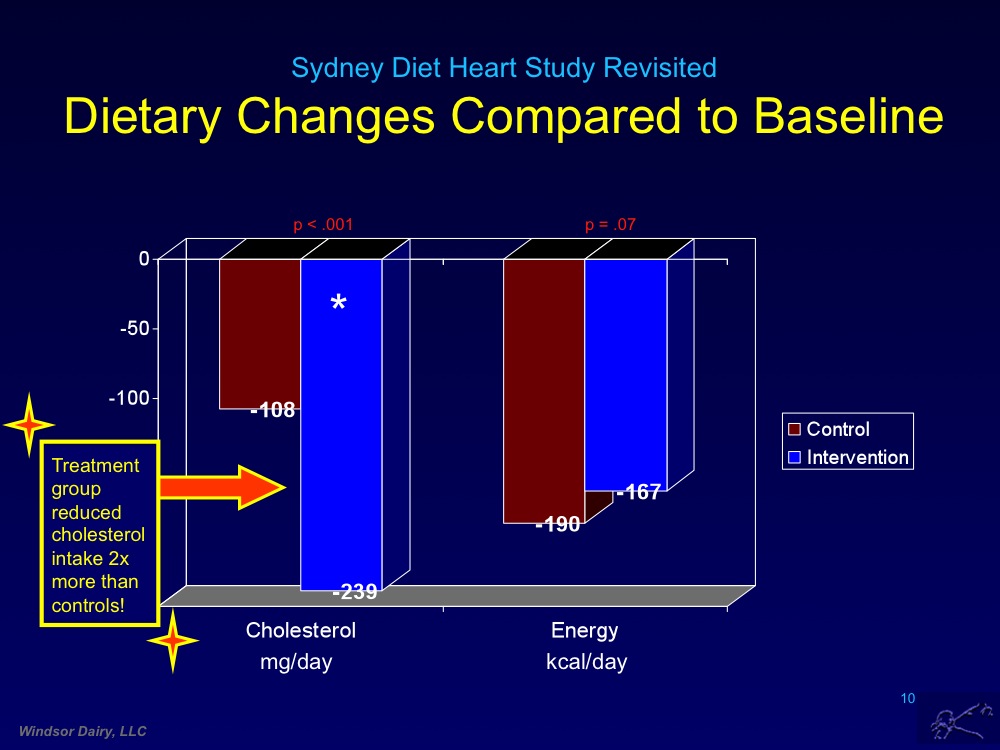 Sydney Diet Heart Study Revisited
Dietary Changes Compared to Baseline
p < .001
p = .07
0
-50
-100
*
-108
-239
-190
-167
Control
Intervention
Treatment
group
reduced
cholesterol
intake 2x
more than
controls!
Cholesterol
mg/day
Energy
kcal/day
10
Windsor Dairy, LLC